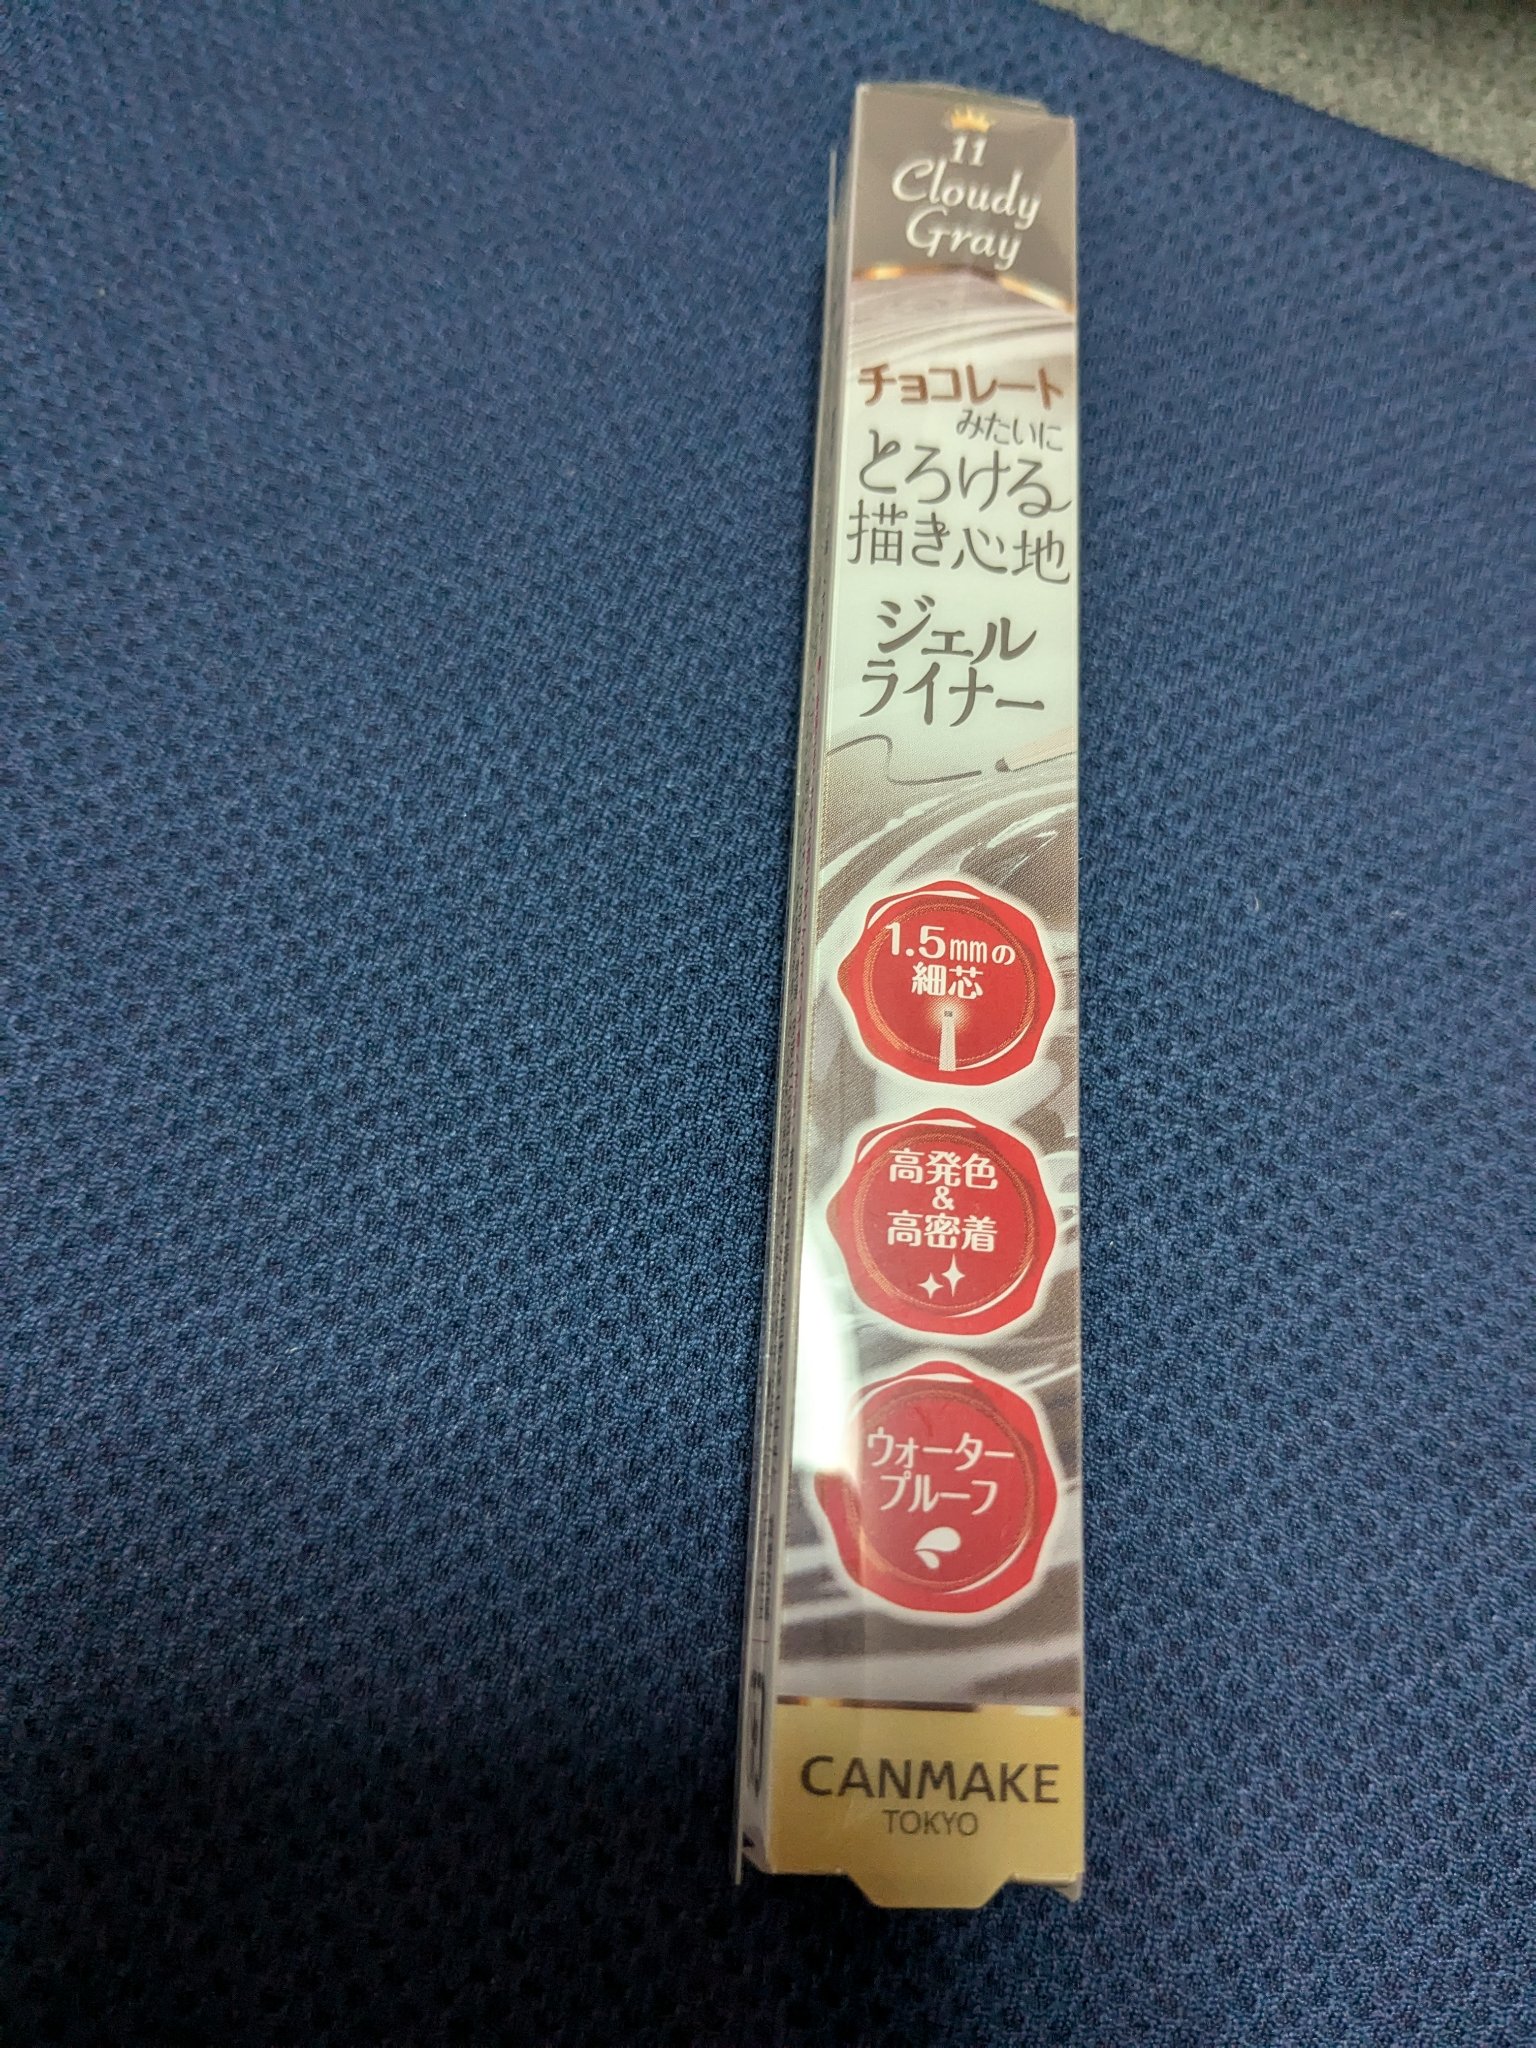 11
Cloudy
Gray
チョコレート
みたいに
とろける
描き心地
ジェル
ライナー
1.5mmの
細芯
高発色
&
高密着
ウォーター
プルーフ
CANMAKE
TOKYO